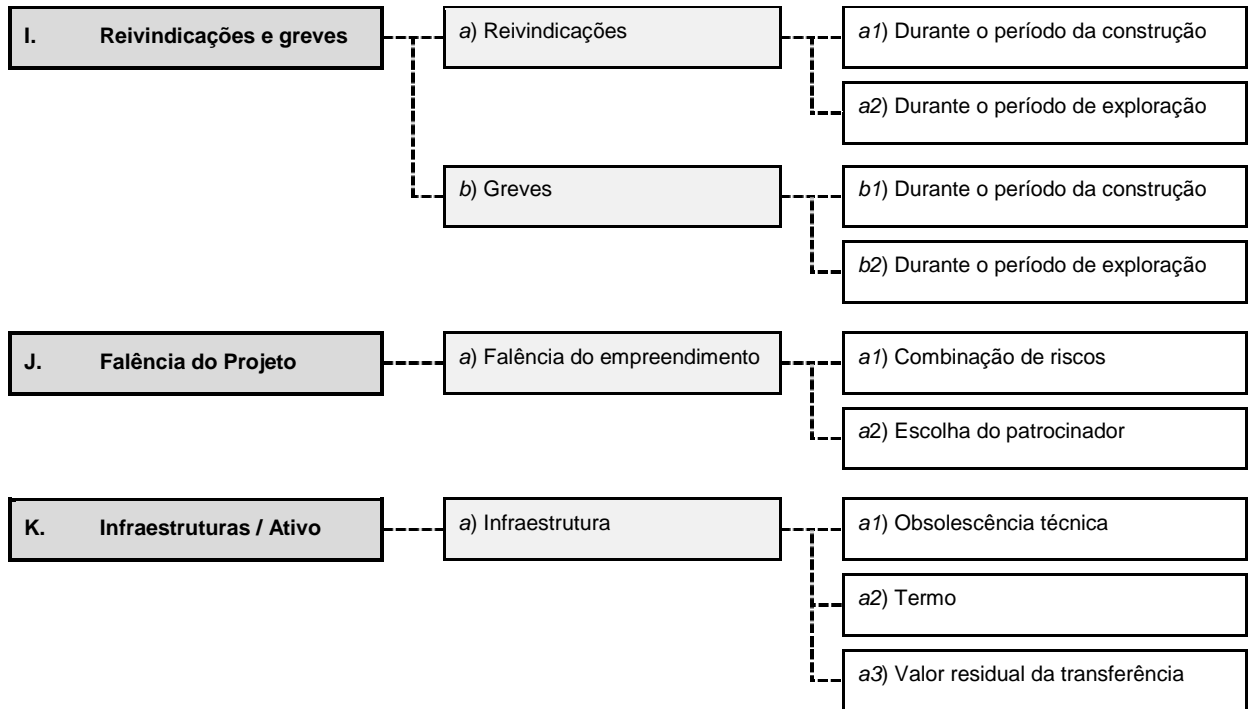 I. Reivindicações e greves
a) Reivindicações
a1) Durante o período da construção
a2) Durante o período de exploração
b) Greves
b1) Durante o período da construção
b2) Durante o período de exploração
J. Falência do Projeto
a) Falência do empreendimento
a1) Combinação de riscos
a2) Escolha do patrocinador
K. Infraestruturas / Ativo
a) Infraestrutura
a1) Obsolescência técnica
a2) Termo
a3) Valor residual da transferência